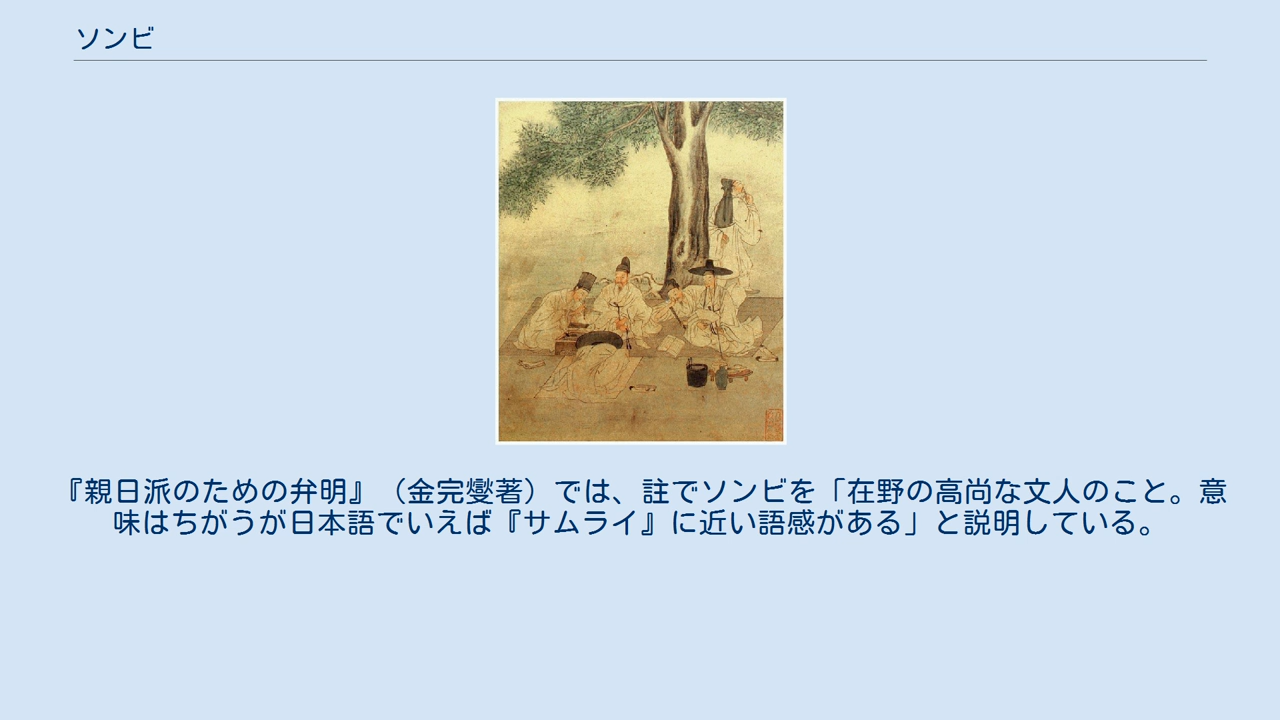 ソンビ
『親日派のための弁明』（金完燮著）では、註でソンビを「在野の高尚な文人のこと。意
味はちがうが日本語でいえば『サムライ』に近い語感がある」と説明している。